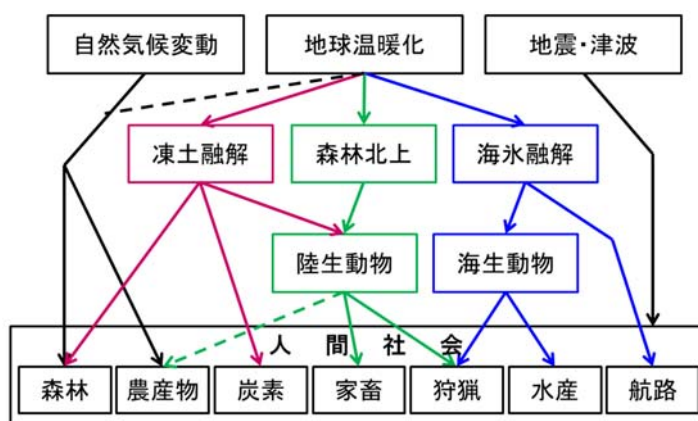 自然気候変動
地球温暖化
地震・津波
凍土融解
森林北上
海氷融解
陸生動物
海生動物
人間社会
森林
農産物
炭素
家畜
狩猟
水産
航路